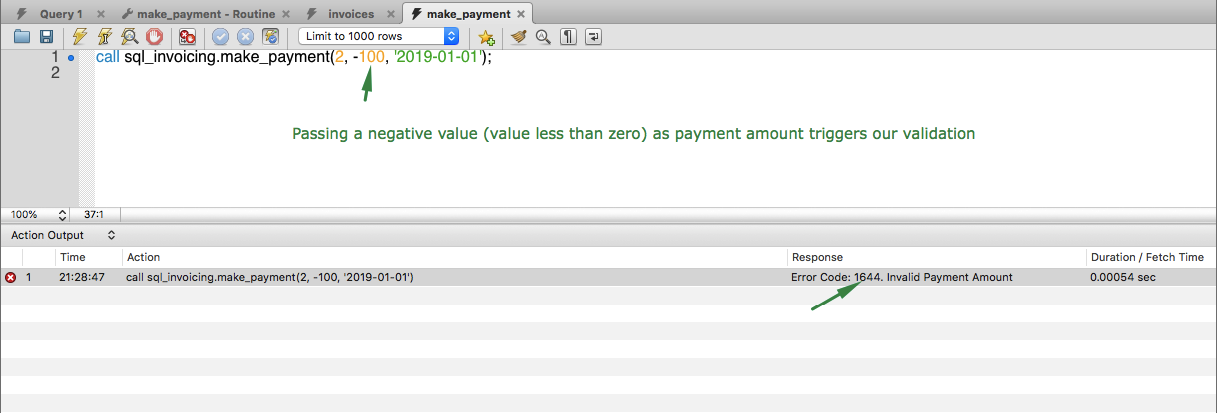 Query 1
make_payment - Routine
invoices
make_payment
Limit to 1000 rows
1 call sql_invoicing.make_payment(2, -100, '2019-01-01');
2
Passing a negative value (value less than zero) as payment amount triggers our validation
100% 37:1
Action Output
Time Action Response Duration / Fetch Time
1 21:28:47 call sql_invoicing.make_payment(2, -100, '2019-01-01') Error Code: 1644. Invalid Payment Amount 0.00054 sec